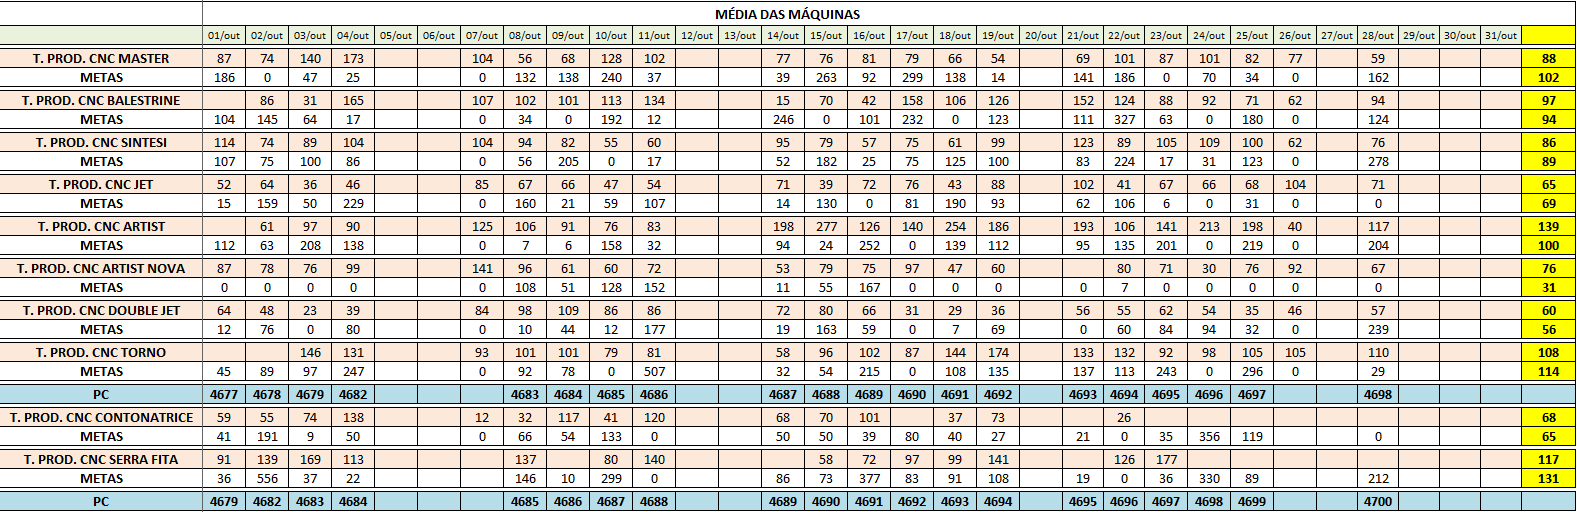 MÉDIA DAS MÁQUINAS
01/out 02/out 03/out 04/out 05/out 06/out 07/out 08/out 09/out 10/out 11/out 12/out 13/out 14/out 15/out 16/out 17/out 18/out 19/out 20/out 21/out 22/out 23/out 24/out 25/out 26/out 27/out 28/out 29/out 30/out 31/out
T. PROD. CNC MASTER 87 74 140 173 104 56 68 128 102 77 76 81 79 66 54 69 101 87 101 82 77 59 88
METAS 186 0 47 25 0 132 138 240 37 39 263 92 299 138 14 141 186 0 70 34 0 162 102
T. PROD. CNC BALESTRINE 86 31 165 107 102 101 113 134 15 70 42 158 106 126 152 124 88 92 71 62 94 97
METAS 104 145 64 17 0 34 0 192 12 246 0 101 232 0 123 111 327 63 0 180 0 124 94
T. PROD. CNC SINTESI 114 74 89 104 104 94 82 55 60 95 79 57 75 61 99 123 89 105 109 100 62 76 86
METAS 107 75 100 86 0 56 205 0 17 52 182 25 75 125 100 83 224 17 31 123 0 278 89
T. PROD. CNC JET 52 64 36 46 85 67 66 47 54 71 39 72 76 43 88 102 41 67 66 68 104 71 65
METAS 15 159 50 229 0 160 21 59 107 14 130 0 81 190 93 62 106 6 0 31 0 0 69
T. PROD. CNC ARTIST 61 97 90 125 106 91 76 83 198 277 126 140 254 186 193 106 141 213 198 40 117 139
METAS 112 63 208 138 0 7 6 158 32 94 24 252 0 139 112 95 135 201 0 219 0 204 100
T. PROD. CNC ARTIST NOVA 87 78 76 99 141 96 61 60 72 53 79 75 97 47 60 80 71 30 76 92 67 76
METAS 0 0 0 0 0 108 51 128 152 11 55 167 0 0 0 0 7 0 0 0 0 0 31
T. PROD. CNC DOUBLE JET 64 48 23 39 84 98 109 86 86 72 80 66 31 29 36 56 55 62 54 35 46 57 60
METAS 12 76 0 80 0 10 44 12 177 19 163 59 0 7 69 0 60 84 94 32 0 239 56
T. PROD. CNC TORNO 146 131 93 101 101 79 81 58 96 102 87 144 174 133 132 92 98 105 105 110 108
METAS 45 89 97 247 0 92 78 0 507 32 54 215 0 108 135 137 113 243 0 296 0 29 114
PC 4677 4678 4679 4682 4683 4684 4685 4686 4687 4688 4689 4690 4691 4692 4693 4694 4695 4696 4697 4698
T. PROD. CNC CONTONATRICE 59 55 74 138 12 32 117 41 120 68 70 101 37 73 26 68
METAS 41 191 9 50 0 66 54 133 0 50 50 39 80 40 27 21 0 35 356 119 0 65
T. PROD. CNC SERRA FITA 91 139 169 113 137 80 140 58 72 97 99 141 126 177 117
METAS 36 556 37 22 146 10 299 0 86 73 377 83 91 108 19 0 36 330 89 212 131
PC 4679 4682 4683 4684 4685 4686 4687 4688 4689 4690 4691 4692 4693 4694 4695 4696 4697 4698 4699 4700